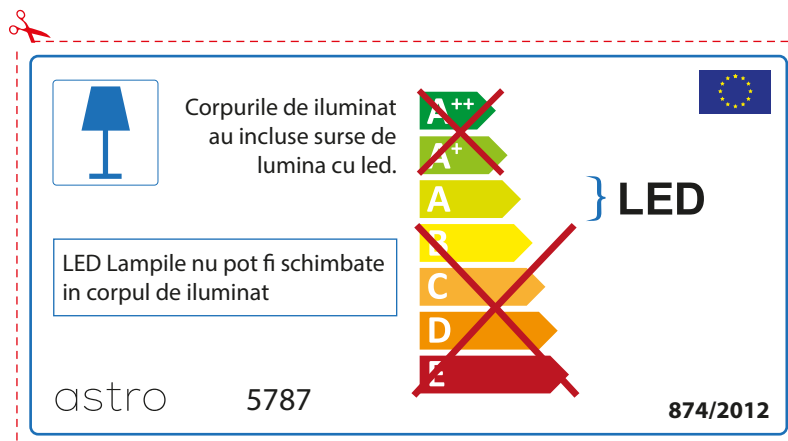 Corpurile de iluminat
au incluse surse de
lumina cu led.
A++
A+
A
B
C
D
E
LED
LED Lampile nu pot fi schimbate
in corpul de iluminat
astro
5787
874/2012